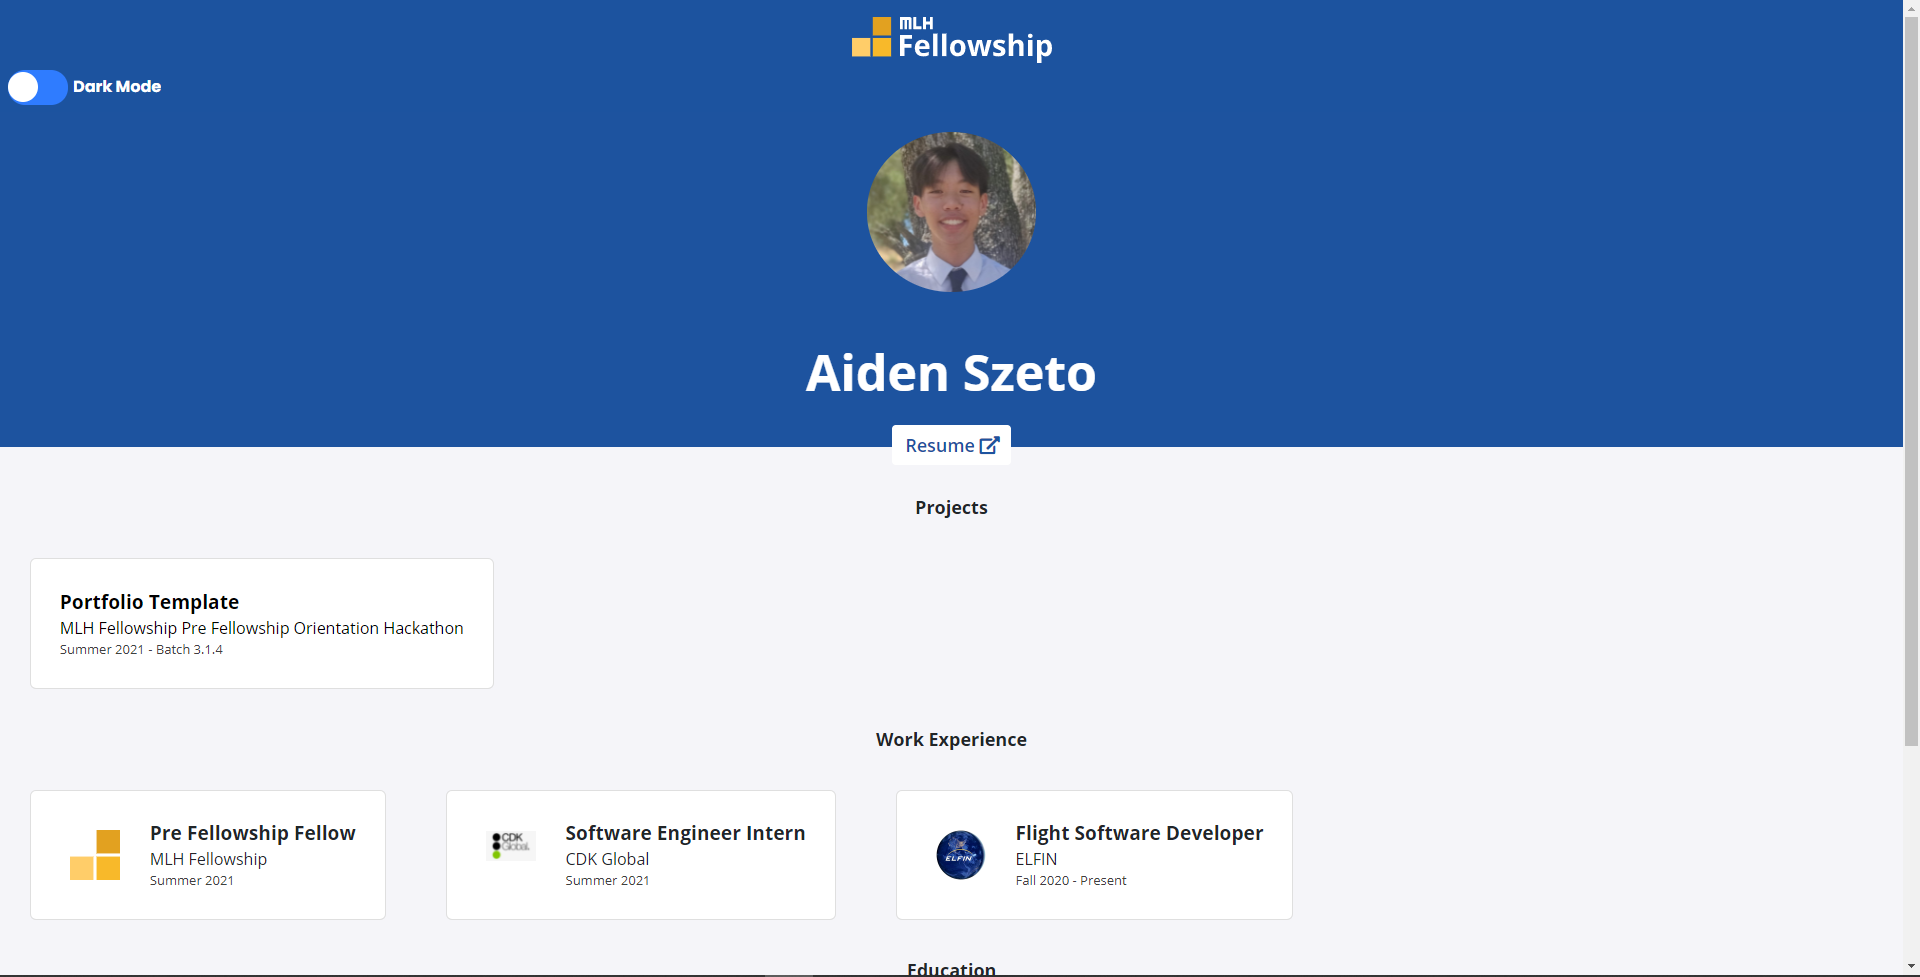 MLH
Fellowship
Dark Mode
Aiden Szeto
Resume
Projects
Portfolio Template
MLH Fellowship Pre Fellowship Orientation Hackathon
Summer 2021 - Batch 3.1.4
Work Experience
Pre Fellowship Fellow
MLH Fellowship
Summer 2021
CDK
Global
Software Engineer Intern
CDK Global
Summer 2021
ELFIN
Flight Software Developer
ELFIN
Fall 2020 - Present
Education